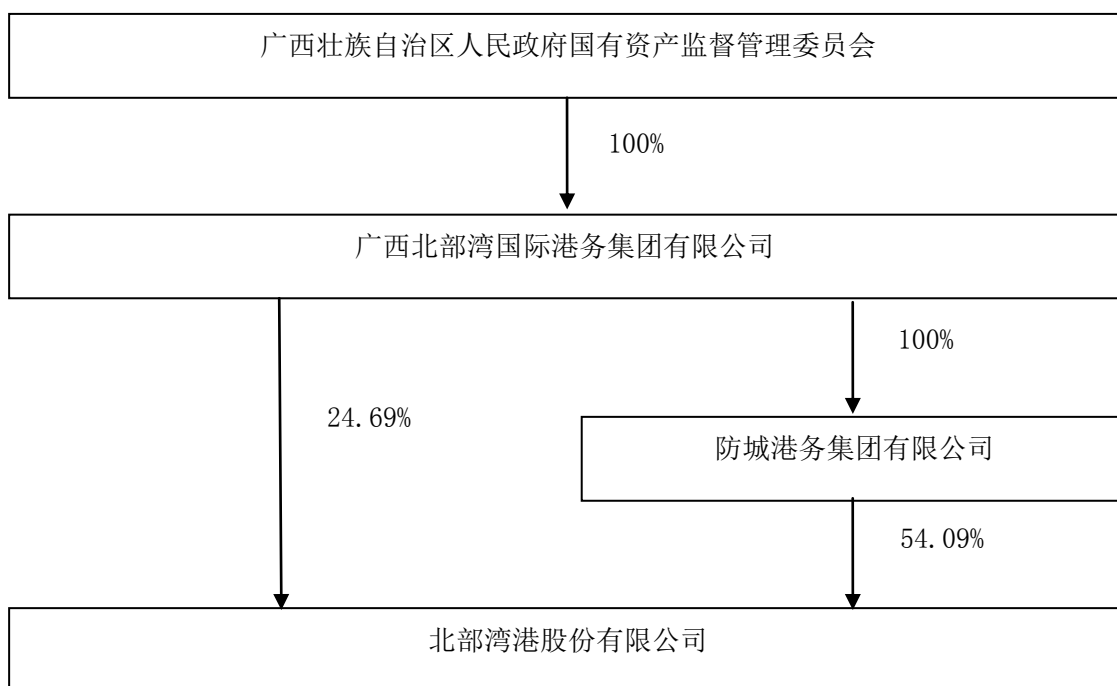 广西壮族自治区人民政府国有资产监督管理委员会
100%
广西北部湾国际港务集团有限公司
100%
24.69%
防城港务集团有限公司
54.09%
北部湾港股份有限公司